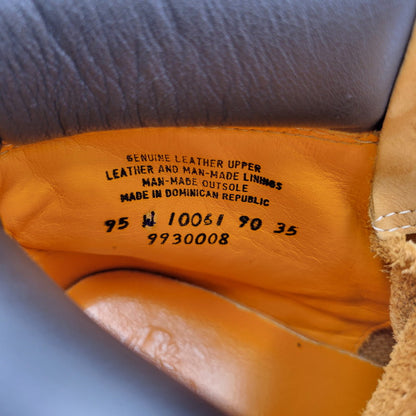 GENUINE LEATHER UPPER
LEATHER AND MAN-MADE LININGS
MAN-MADE OUTSOLE
MADE IN DOMINICAN REPUBLIC
95 W 10061 90 35
9930008